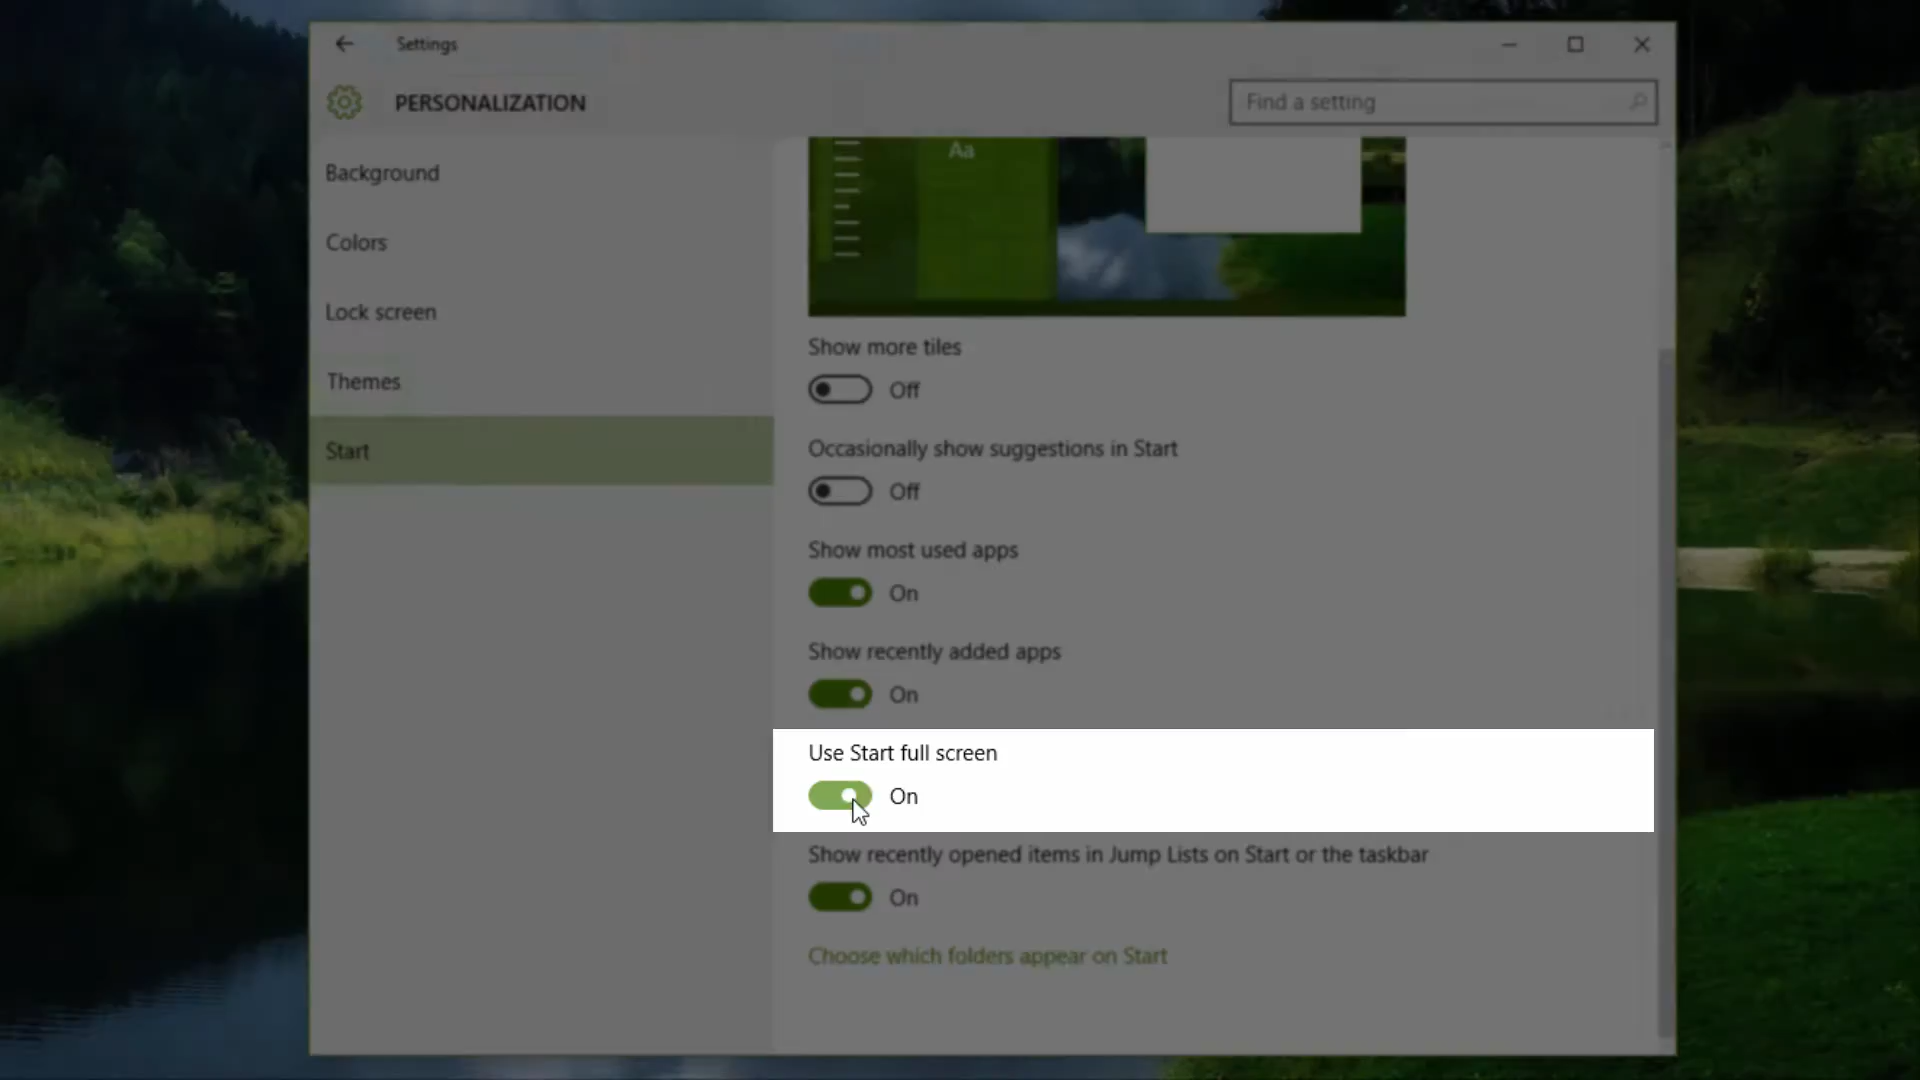 Settings
PERSONALIZATION
Find a setting
Background
Colors
Lock screen
Themes
Start
Aa
Show more tiles
Off
Occasionally show suggestions in Start
Off
Show most used apps
On
Show recently added apps
On
Use Start full screen
On
Show recently opened items in Jump Lists on Start or the taskbar
On
Choose which folders appear on Start